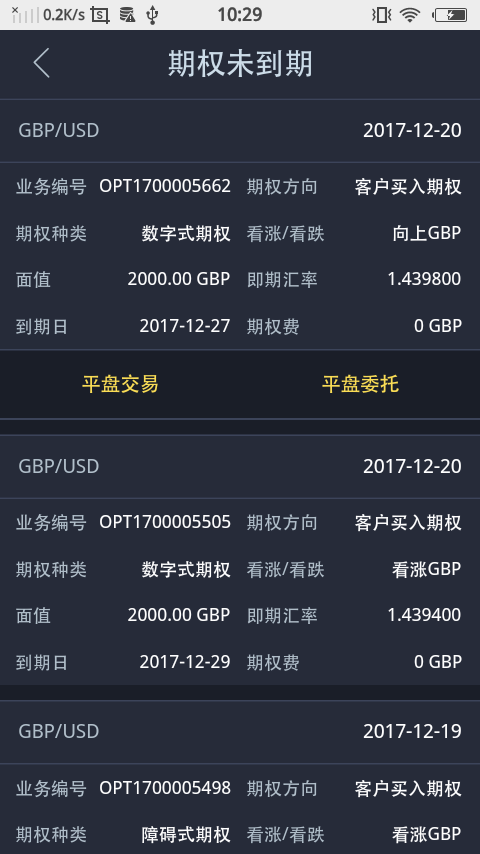 0.2K/s 10:29
期权未到期
GBP/USD 2017-12-20
业务编号 OPT1700005662 期权方向 客户买入期权
期权种类 数字式期权 看涨/看跌 向上GBP
面值 2000.00 GBP 即期汇率 1.439800
到期日 2017-12-27 期权费 0 GBP
平盘交易 平盘委托
GBP/USD 2017-12-20
业务编号 OPT1700005505 期权方向 客户买入期权
期权种类 数字式期权 看涨/看跌 看涨GBP
面值 2000.00 GBP 即期汇率 1.439400
到期日 2017-12-29 期权费 0 GBP
GBP/USD 2017-12-19
业务编号 OPT1700005498 期权方向 客户买入期权
期权种类 障碍式期权 看涨/看跌 看涨GBP